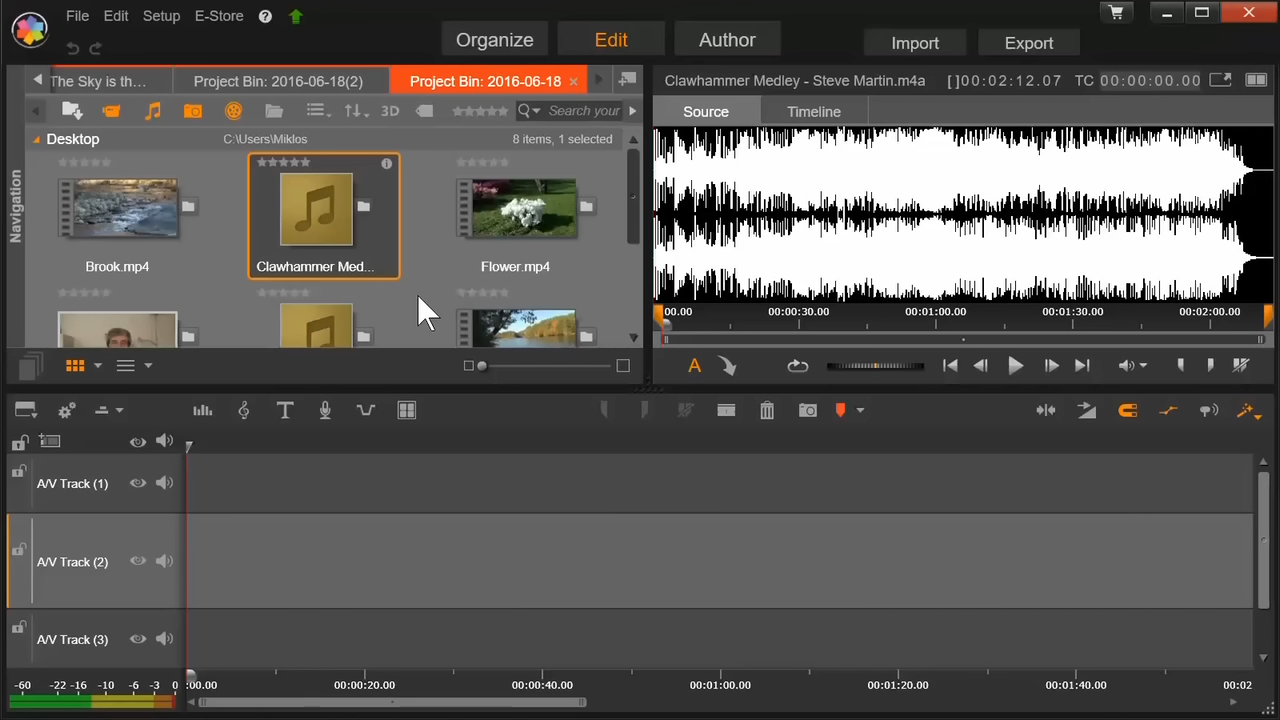 File Edit Setup E-Store
Organize Edit Author Import Export
The Sky is th... Project Bin: 2016-06-18(2) Project Bin: 2016-06-18 ×
Clawhammer Medley - Steve Martin.m4a []00:02:12.07 TC 00:00:00.00
3D Search your
Source Timeline
Desktop C:\Users\Miklos 8 items, 1 selected
Navigation
Brook.mp4 Clawhammer Med... Flower.mp4
00.00 00:00:30.00 00:01:00.00 00:01:30.00 00:02:00.00
A
T
A/V Track (1)
A/V Track (2)
A/V Track (3)
-60 -22 -16 -10 -6 -3 0 :00.00 00:00:20.00 00:00:40.00 00:01:00.00 00:01:20.00 00:01:40.00 00:02